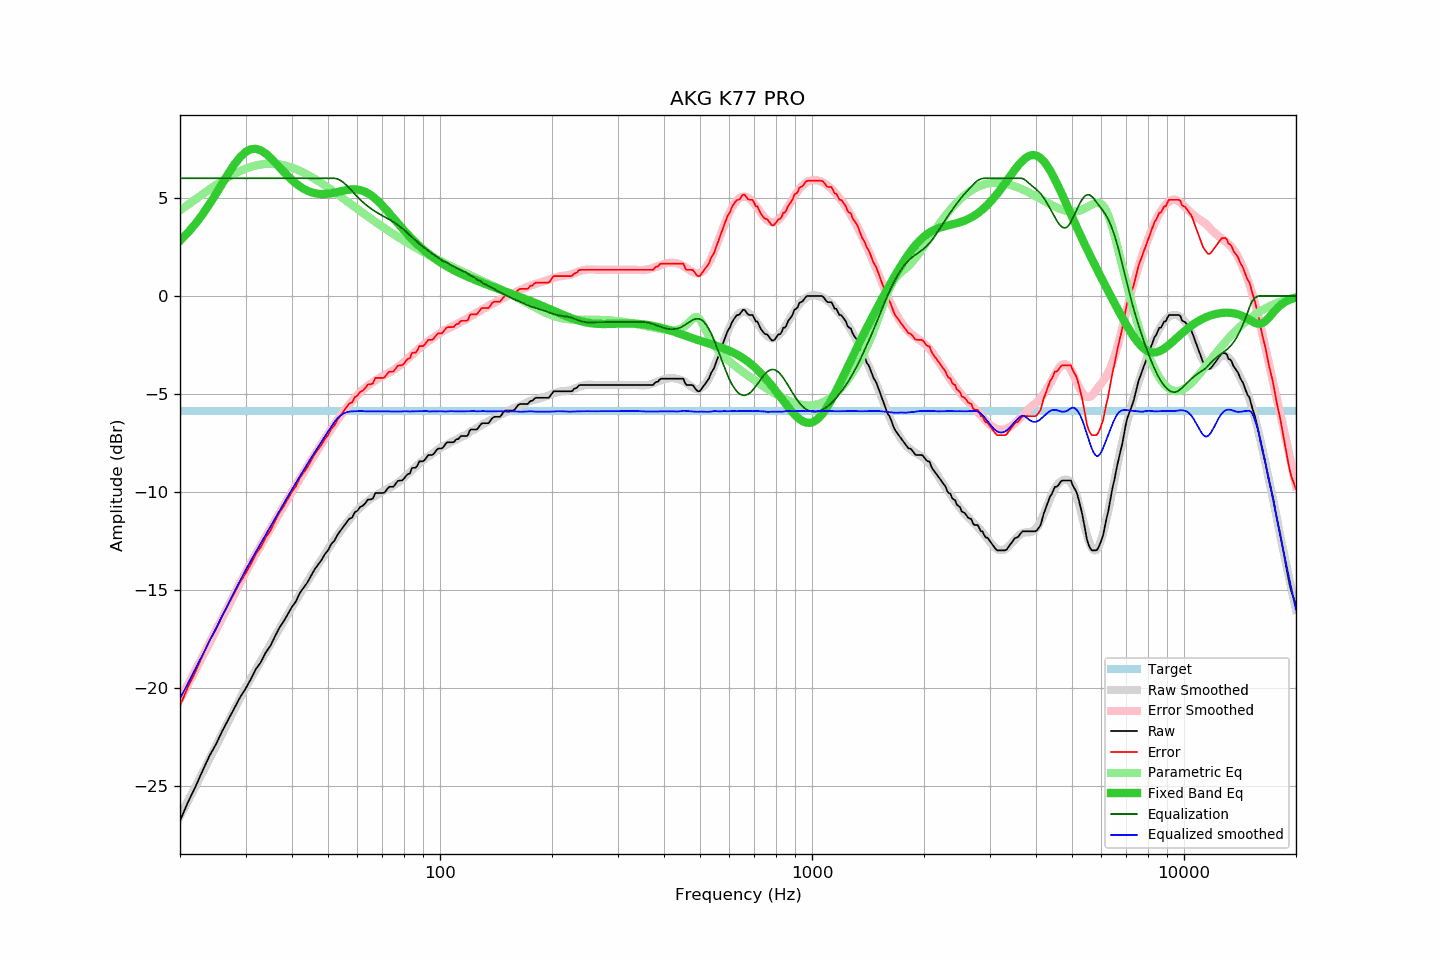 AKG K77 PRO
Amplitude (dBr)
5
0
−5
−10
−15
−20
−25
100
1000
10000
Frequency (Hz)
Target
Raw Smoothed
Error Smoothed
Raw
Error
Parametric Eq
Fixed Band Eq
Equalization
Equalized smoothed